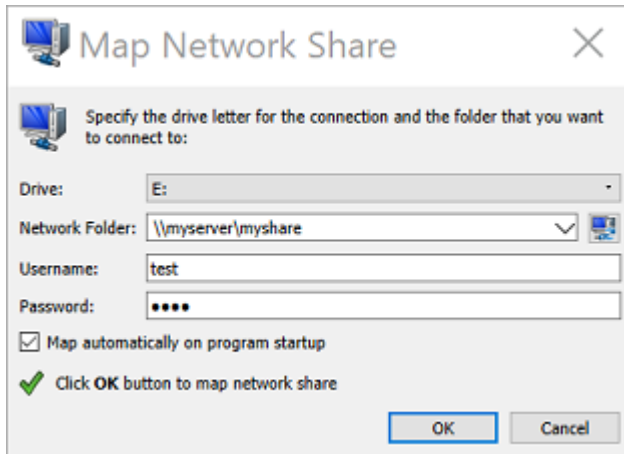 Map Network Share
Specify the drive letter for the connection and the folder that you want
to connect to:
Drive: E:
Network Folder: \\myserver\myshare
Username: test
Password: ••••
Map automatically on program startup
Click OK button to map network share
OK Cancel